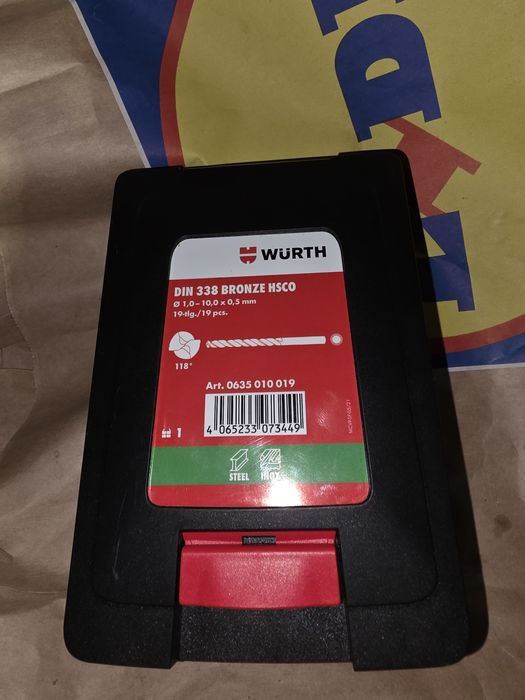 WÜRTH
DIN 338 BRONZE HSCO
Ø 1,0 – 10,0 x 0,5 mm
19-tlg./19 pcs.
118°
Art. 0635 010 019
1
4 065233 073449
STEEL
INOX